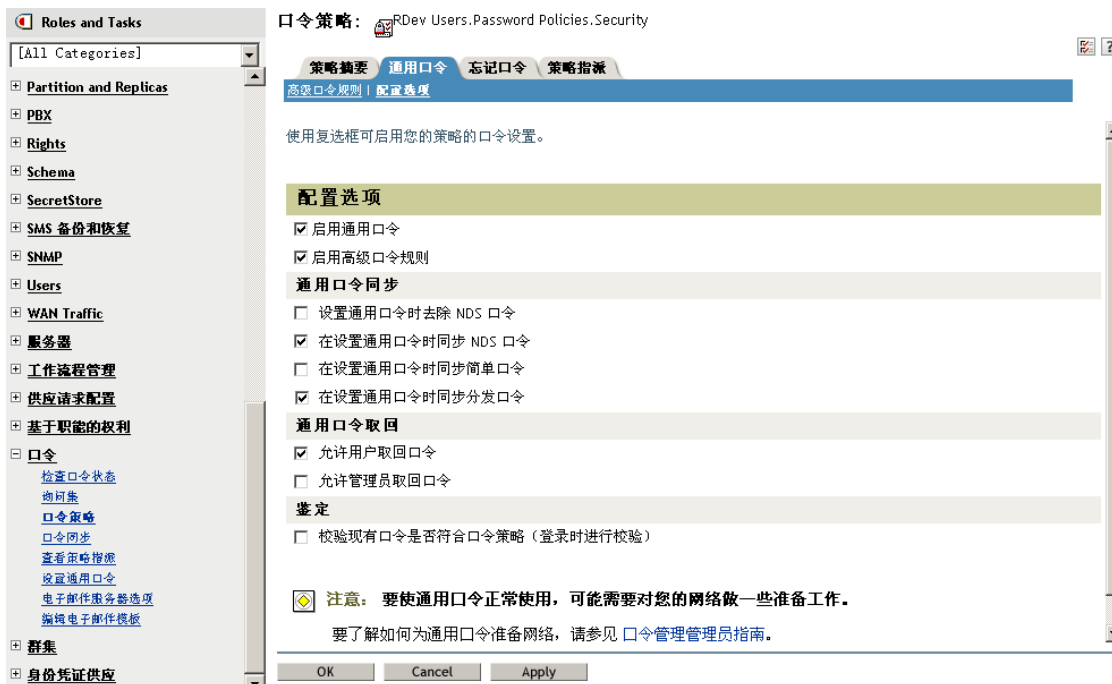 Roles and Tasks
[All Categories]
Partition and Replicas
PBX
Rights
Schema
SecretStore
SMS 备份和恢复
SNMP
Users
WAN Traffic
服务器
工作流程管理
供应请求配置
基于职能的权利
口令
检查口令状态
询问集
口令策略
口令同步
查看策略指派
设置通用口令
电子邮件服务器选项
编辑电子邮件模板
群集
身份凭证供应
口令策略: RDev Users.Password Policies.Security
策略摘要 通用口令 忘记口令 策略指派
高级口令规则 | 配置选项
使用复选框可启用您的策略的口令设置。
配置选项
启用通用口令
启用高级口令规则
通用口令同步
设置通用口令时去除 NDS 口令
在设置通用口令时同步 NDS 口令
在设置通用口令时同步简单口令
在设置通用口令时同步分发口令
通用口令取回
允许用户取回口令
允许管理员取回口令
鉴定
校验现有口令是否符合口令策略（登录时进行校验）
注意: 要使通用口令正常使用，可能需要对您的网络做一些准备工作。
要了解如何为通用口令准备网络，请参见 口令管理管理员指南。
OK Cancel Apply
?